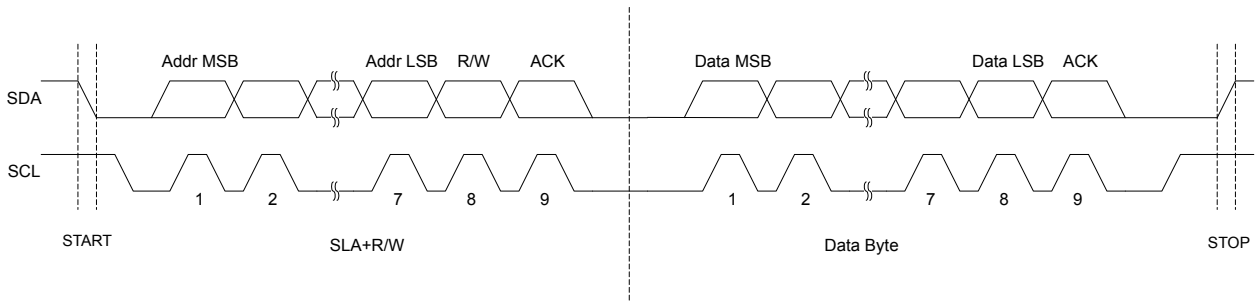 Addr MSB Addr LSB R/W ACK Data MSB Data LSB ACK
SDA
SCL
1 2 7 8 9 1 2 7 8 9
START SLA+R/W Data Byte STOP